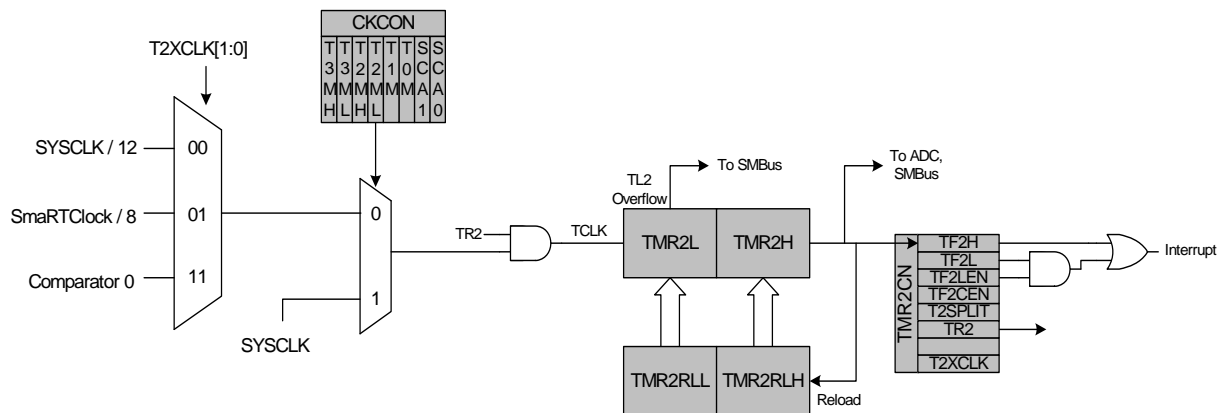 CKCON
T3MH T3ML T2MH T2ML T1M T0M SCA1 SCA0
T2XCLK[1:0]
SYSCLK / 12
00
SmaRTClock / 8
01
Comparator 0
11
0
1
SYSCLK
TR2
TCLK
TL2
Overflow
To SMBus
To ADC,
SMBus
TMR2L
TMR2H
TMR2RLL
TMR2RLH
Reload
TMR2CN
TF2H
TF2L
TF2LEN
TF2CEN
T2SPLIT
TR2
T2XCLK
Interrupt